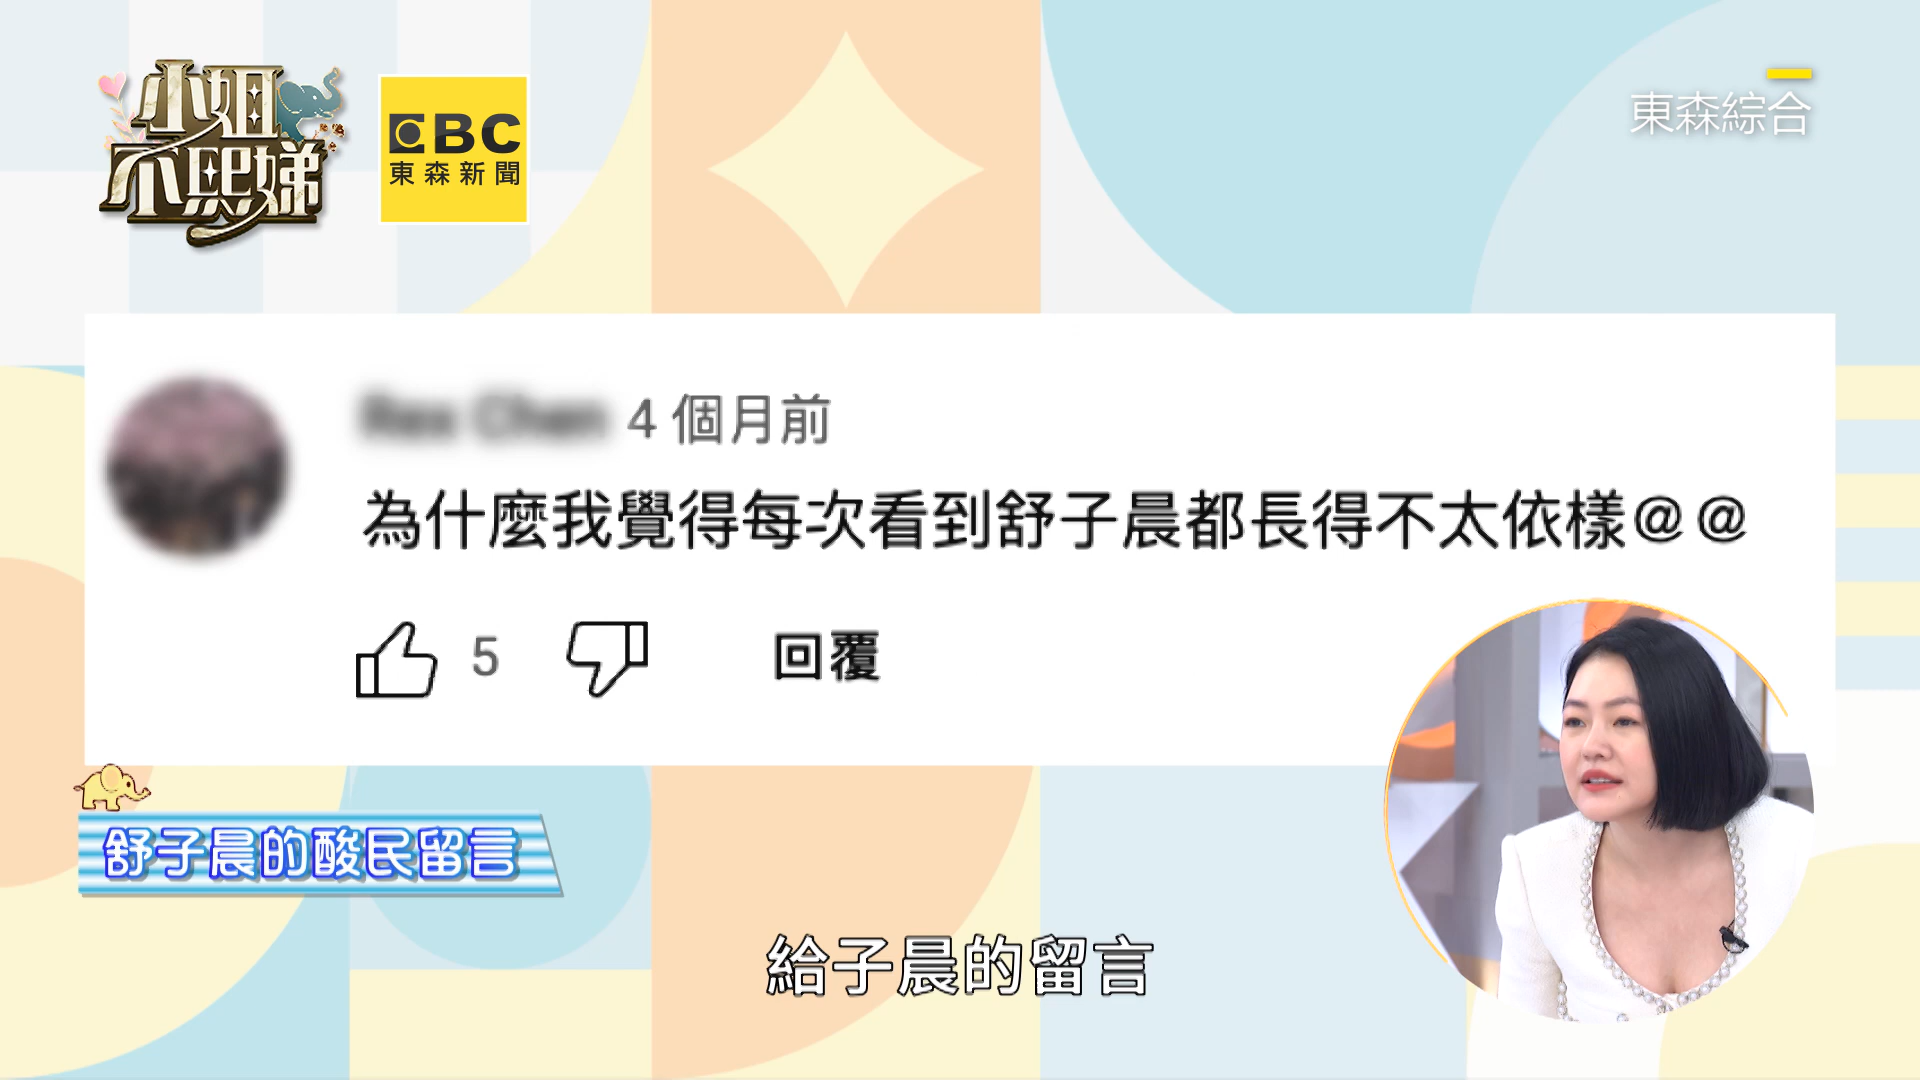 小姐
不熙娣
EBC
東森新聞
東森綜合
4 個月前
為什麼我覺得每次看到舒子晨都長得不太依樣@@
5
回覆
舒子晨的酸民留言
給子晨的留言